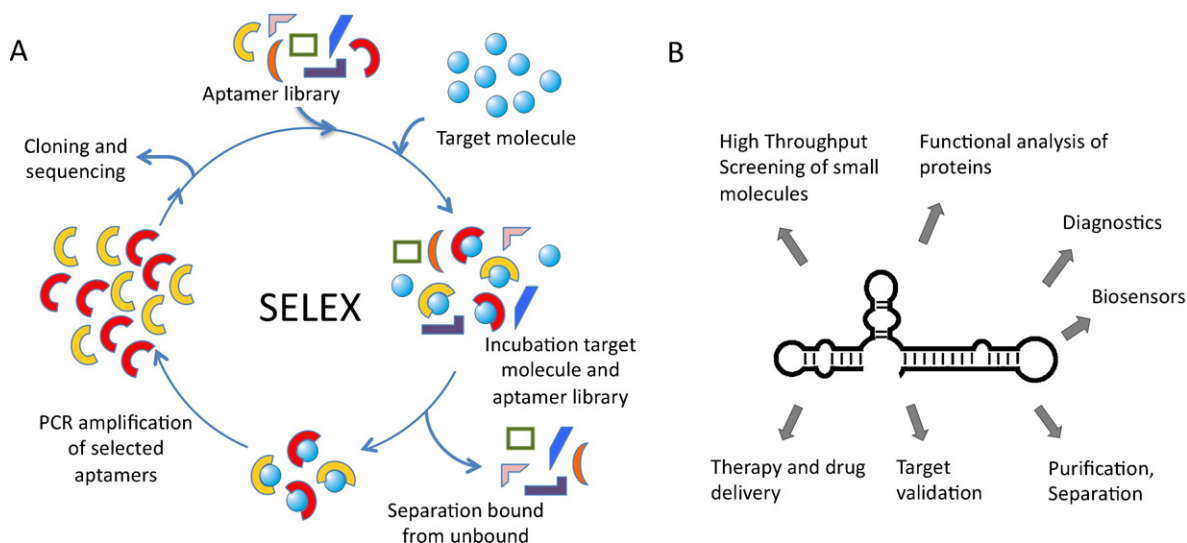 A
Aptamer library
Target molecule
Cloning and
sequencing
SELEX
Incubation target
molecule and
aptamer library
PCR amplification
of selected
aptamers
Separation bound
from unbound
B
High Throughput
Screening of small
molecules
Functional analysis of
proteins
Diagnostics
Biosensors
Therapy and drug
delivery
Target
validation
Purification,
Separation